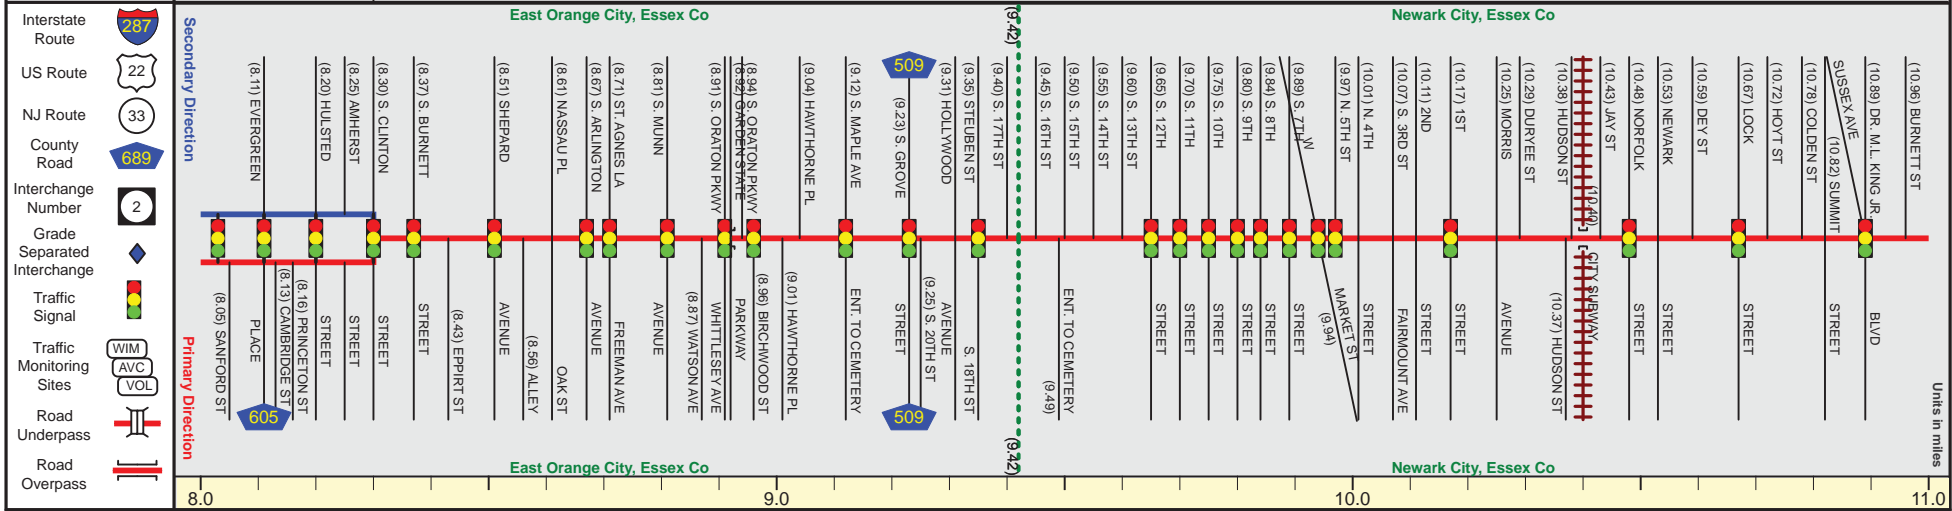 Interstate
Route
287
US Route
22
NJ Route
33
County
Road
689
Interchange
Number
2
Grade
Separated
Interchange
Traffic
Signal
Traffic
Monitoring
Sites
WIM
AVC
VOL
Road
Underpass
Road
Overpass
Secondary Direction
Primary Direction
East Orange City, Essex Co
Newark City, Essex Co
(9.42)
(8.11) EVERGREEN
(8.20) HULSTED
(8.25) AMHERST
(8.30) S. CLINTON
(8.37) S. BURNETT
(8.51) SHEPARD
(8.61) NASSAU PL
(8.67) S. ARLINGTON
(8.71) ST. AGNES LA
(8.81) S. MUNN
(8.91) S. ORATON PKWY
(8.92) GARDEN STATE
(8.94) S. ORATON PKWY
(9.04) HAWTHORNE PL
(9.12) S. MAPLE AVE
509
(9.23) S. GROVE
(9.31) HOLLYWOOD
(9.35) STEUBEN ST
(9.40) S. 17TH ST
(9.45) S. 16TH ST
(9.50) S. 15TH ST
(9.55) S. 14TH ST
(9.60) S. 13TH ST
(9.65) S. 12TH
(9.70) S. 11TH
(9.75) S. 10TH
(9.80) S. 9TH
(9.84) S. 8TH
(9.89) S. 7TH
W
(9.97) N. 5TH ST
(10.01) N. 4TH
(10.07) S. 3RD ST
(10.11) 2ND
(10.17) 1ST
(10.25) MORRIS
(10.29) DURYEE ST
(10.38) HUDSON ST
(10.40)
(10.43) JAY ST
(10.48) NORFOLK
(10.53) NEWARK
(10.59) DEY ST
(10.67) LOCK
(10.72) HOYT ST
(10.78) COLDEN ST
SUSSEX AVE
(10.82) SUMMIT
(10.89) DR. M.L. KING JR.
(10.96) BURNETT ST
(8.05) SANFORD ST
PLACE
605
(8.13) CAMBRIDGE ST
(8.16) PRINCETON ST
STREET
STREET
STREET
STREET
(8.43) EPPIRT ST
AVENUE
(8.56) ALLEY
OAK ST
AVENUE
FREEMAN AVE
AVENUE
(8.87) WATSON AVE
WHITTLESEY AVE
PARKWAY
(8.96) BIRCHWOOD ST
(9.01) HAWTHORNE PL
ENT. TO CEMETERY
STREET
509
(9.25) S. 20TH ST
AVENUE
S. 18TH ST
(9.49)
ENT. TO CEMETERY
STREET
STREET
STREET
STREET
STREET
STREET
(9.94)
MARKET ST
STREET
FAIRMOUNT AVE
STREET
STREET
AVENUE
(10.37) HUDSON ST
CITY SUBWAY
STREET
STREET
STREET
STREET
BLVD
East Orange City, Essex Co
(9.42)
Newark City, Essex Co
Units in miles
8.0
9.0
10.0
11.0